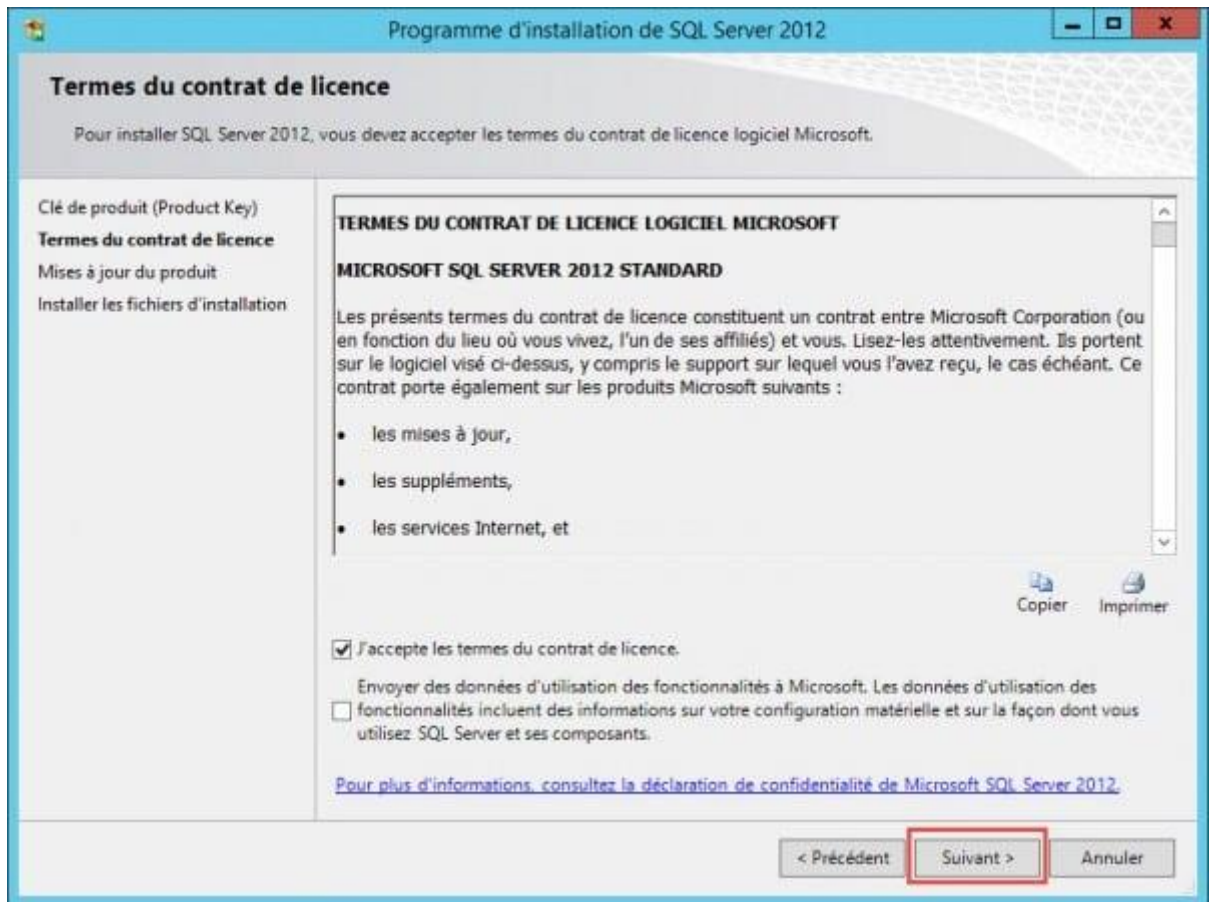 Programme d'installation de SQL Server 2012
Termes du contrat de licence
Pour installer SQL Server 2012, vous devez accepter les termes du contrat de licence logiciel Microsoft.
Clé de produit (Product Key)
Termes du contrat de licence
Mises à jour du produit
Installer les fichiers d'installation
TERMES DU CONTRAT DE LICENCE LOGICIEL MICROSOFT
MICROSOFT SQL SERVER 2012 STANDARD
Les présents termes du contrat de licence constituent un contrat entre Microsoft Corporation (ou
en fonction du lieu où vous vivez, l'un de ses affiliés) et vous. Lisez-les attentivement. Ils portent
sur le logiciel visé ci-dessus, y compris le support sur lequel vous l'avez reçu, le cas échéant. Ce
contrat porte également sur les produits Microsoft suivants :
• les mises à jour,
• les suppléments,
• les services Internet, et
Copier Imprimer
J'accepte les termes du contrat de licence.
Envoyer des données d'utilisation des fonctionnalités à Microsoft. Les données d'utilisation des
fonctionnalités incluent des informations sur votre configuration matérielle et sur la façon dont vous
utilisez SQL Server et ses composants.
Pour plus d'informations, consultez la déclaration de confidentialité de Microsoft SQL Server 2012.
< Précédent Suivant > Annuler